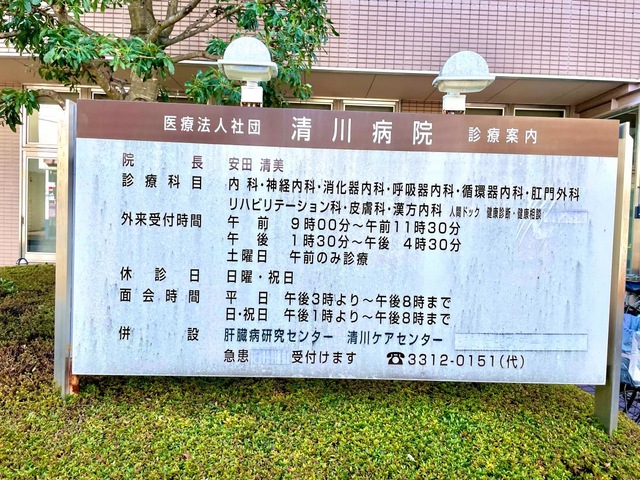 医療法人社団 清川病院 診療案内
院長 安田 清美
診療科目 内科・神経内科・消化器内科・呼吸器内科・循環器内科・肛門外科
リハビリテーション科・皮膚科・漢方内科 人間ドック 健康診断・健康相談
外来受付時間 午前 9時00分〜午前11時30分
午後 1時30分〜午後 4時30分
土曜日 午前のみ診療
休診日 日曜・祝日
面会時間 平日 午後3時より〜午後8時まで
日・祝日 午後1時より〜午後8時まで
併設 肝臓病研究センター 清川ケアセンター
急患 受付けます ☎3312-0151(代)